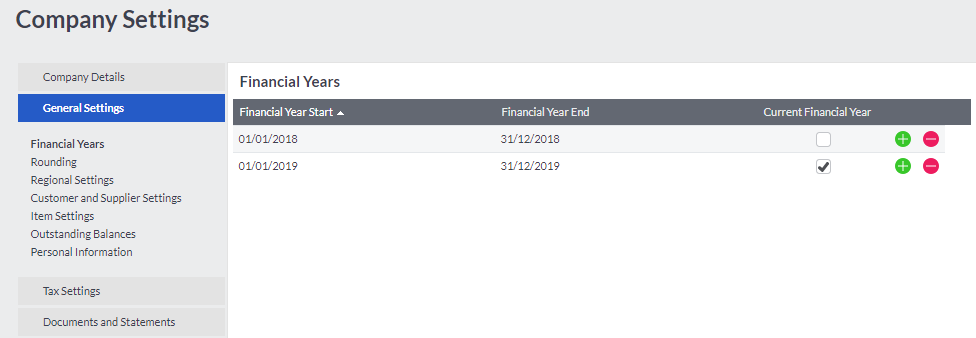 Company Settings
Company Details
General Settings
Financial Years
Rounding
Regional Settings
Customer and Supplier Settings
Item Settings
Outstanding Balances
Personal Information
Tax Settings
Documents and Statements
Financial Years
Financial Year Start Financial Year End Current Financial Year
01/01/2018 31/12/2018
01/01/2019 31/12/2019